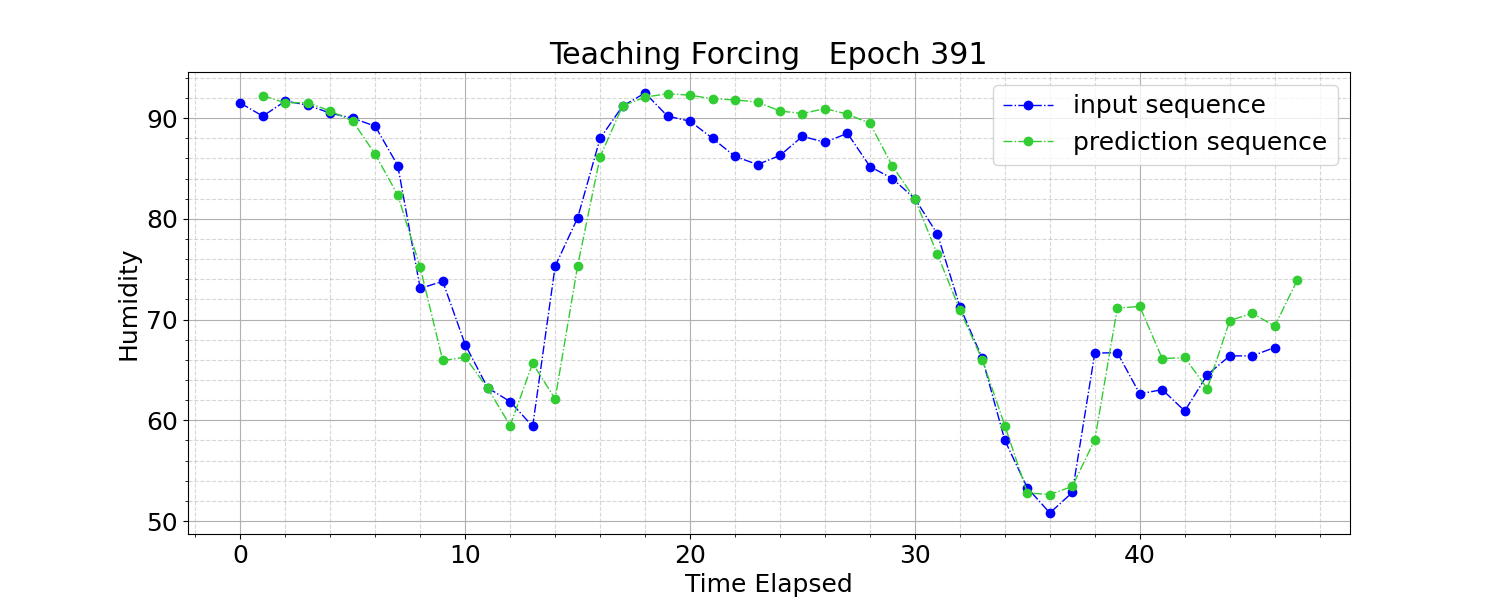 Teaching Forcing   Epoch 391
input sequence
prediction sequence
Humidity
90
80
70
60
50
0 10 20 30 40
Time Elapsed